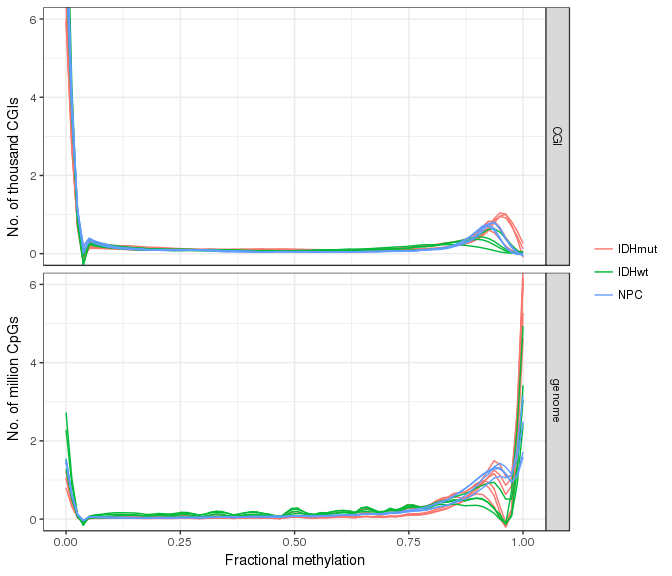 6
4
2
0
No. of thousand CGIs
CGI
6
4
2
0
No. of million CpGs
genome
0.00 0.25 0.50 0.75 1.00
Fractional methylation
IDHmut
IDHwt
NPC